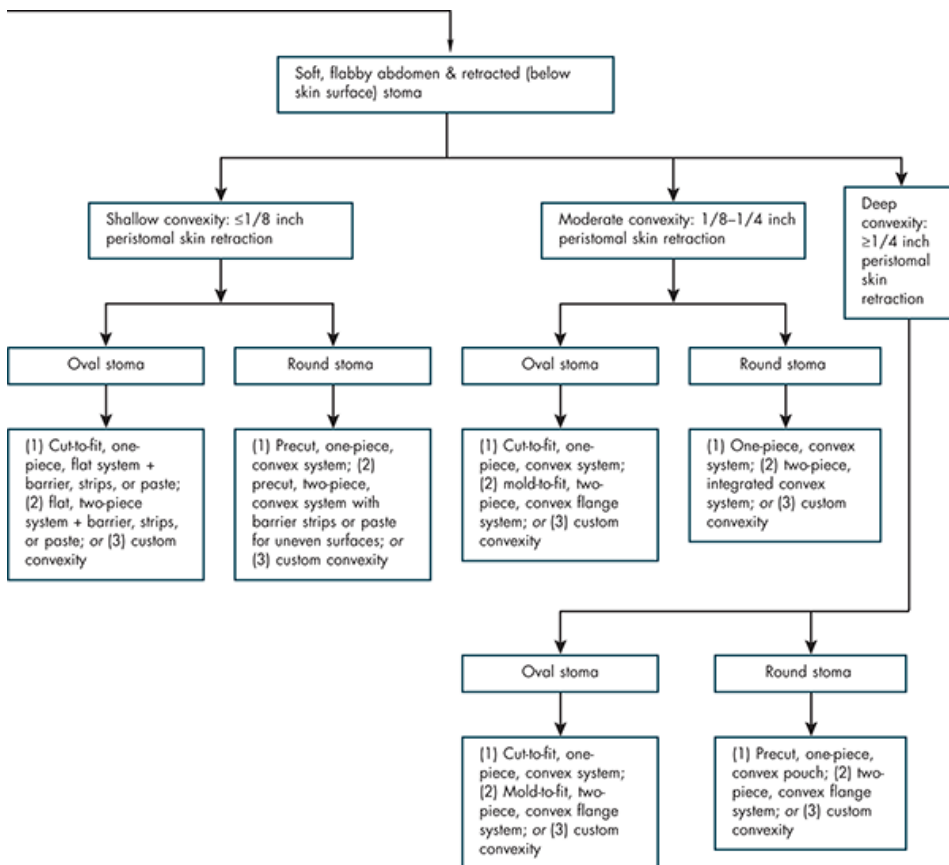 Soft, flabby abdomen & retracted (below
skin surface) stoma
Shallow convexity: ≤1/8 inch
peristomal skin retraction
Moderate convexity: 1/8–1/4 inch
peristomal skin retraction
Deep
convexity:
≥1/4 inch
peristomal
skin
retraction
Oval stoma
Round stoma
Oval stoma
Round stoma
(1) Cut-to-fit, one-
piece, flat system +
barrier, strips, or paste;
(2) flat, two-piece
system + barrier, strips,
or paste; or (3) custom
convexity
(1) Precut, one-piece,
convex system; (2)
precut, two-piece,
convex system with
barrier strips or paste
for uneven surfaces; or
(3) custom convexity
(1) Cut-to-fit, one-
piece, convex system;
(2) mold-to-fit, two-
piece, convex flange
system; or (3) custom
convexity
(1) One-piece, convex
system; (2) two-piece,
integrated convex
system; or (3) custom
convexity
Oval stoma
Round stoma
(1) Cut-to-fit, one-
piece, convex system;
(2) Mold-to-fit, two-
piece, convex flange
system; or (3) custom
convexity
(1) Precut, one-piece,
convex pouch; (2) two-
piece, convex flange
system; or (3) custom
convexity